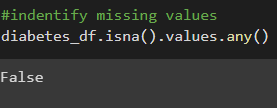 #indentify missing values
diabetes_df.isna().values.any()
False